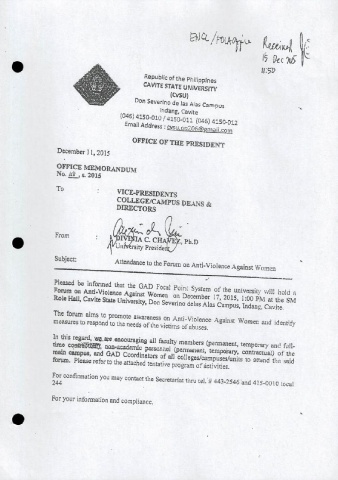 ENCL / Received
15 Dec 2015
11:50
Republic of the Philippines
CAVITE STATE UNIVERSITY
(CvSU)
Don Severino de las Alas Campus
Indang, Cavite
(046) 4150-010 / 4150-011 (046) 4150-012
Email Address :
OFFICE OF THE PRESIDENT
December 11, 2015
OFFICE MEMORANDUM
No. , s. 2015
To : VICE-PRESIDENTS
COLLEGE/CAMPUS DEANS &
DIRECTORS
From : DIVINIA C. CHAVEZ, Ph.D
University President
Subject: Attendance to the Forum on Anti-Violence Against Women
Please be informed that the GAD Focal Point System of the university will hold a
Forum on Anti-Violence Against Women on December 17, 2015, 1:00 PM at the SM
Role Hall, Cavite State University, Don Severino delas Alas Campus, Indang, Cavite.
The forum aims to promote awareness on Anti-Violence Against Women and identify
measures to respond to the needs of the victims of abuses.
In this regard, we are encouraging all faculty members (permanent, temporary and full-
time contractual), non-academic personnel (permanent, temporary, contractual) of the
main campus, and GAD Coordinators of all colleges/campuses/units to attend the said
forum. Please refer to the attached tentative program of activities.
For confirmation you may contact the Secretariat thru tel. # 443-2546 and 415-0010 local
244
For your information and compliance.